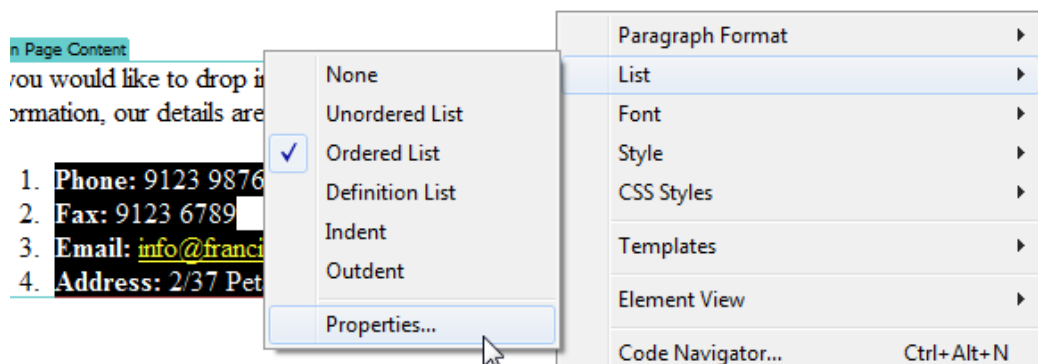 n Page Content
you would like to drop
ormation, our details are
1. Phone: 9123 9876
2. Fax: 9123 6789
3. Email: info@franci
4. Address: 2/37 Pet
None
Unordered List
Ordered List
Definition List
Indent
Outdent
Properties...
Paragraph Format
List
Font
Style
CSS Styles
Templates
Element View
Code Navigator... Ctrl+Alt+N